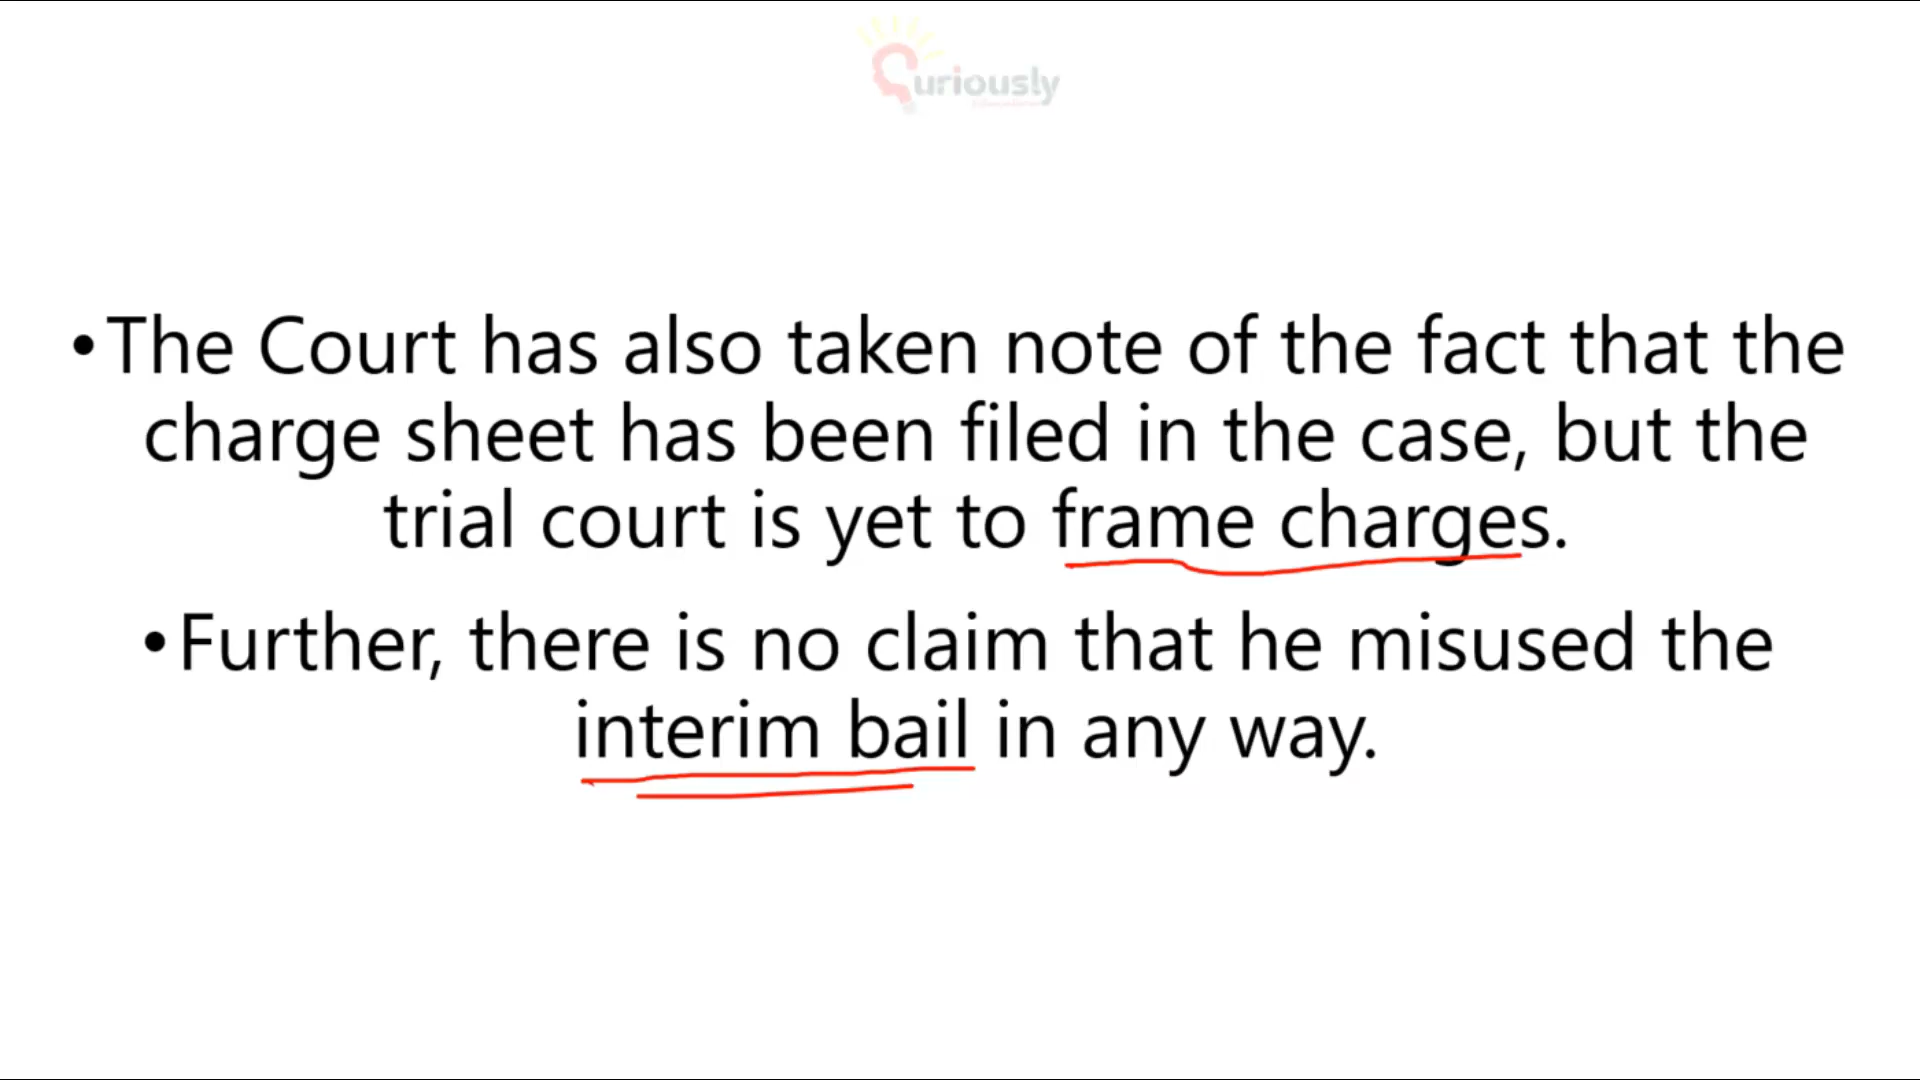 Curiously
•The Court has also taken note of the fact that the
charge sheet has been filed in the case, but the
trial court is yet to frame charges.
•Further, there is no claim that he misused the
interim bail in any way.